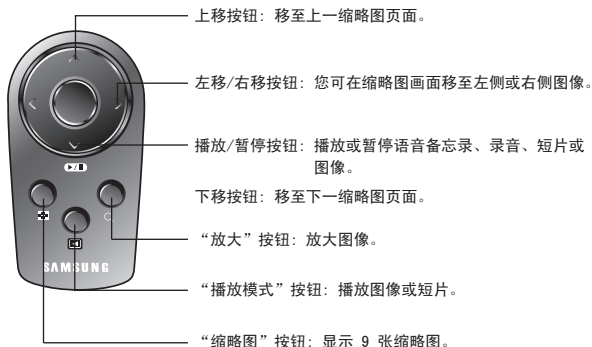 上移按钮: 移至上一缩略图页面。
左移/右移按钮: 您可在缩略图画面移至左侧或右侧图像。
播放/暂停按钮: 播放或暂停语音备忘录、录音、短片或
图像。
下移按钮: 移至下一缩略图页面。
“放大”按钮: 放大图像。
SAMSUNG
“播放模式”按钮: 播放图像或短片。
“缩略图”按钮: 显示 9 张缩略图。